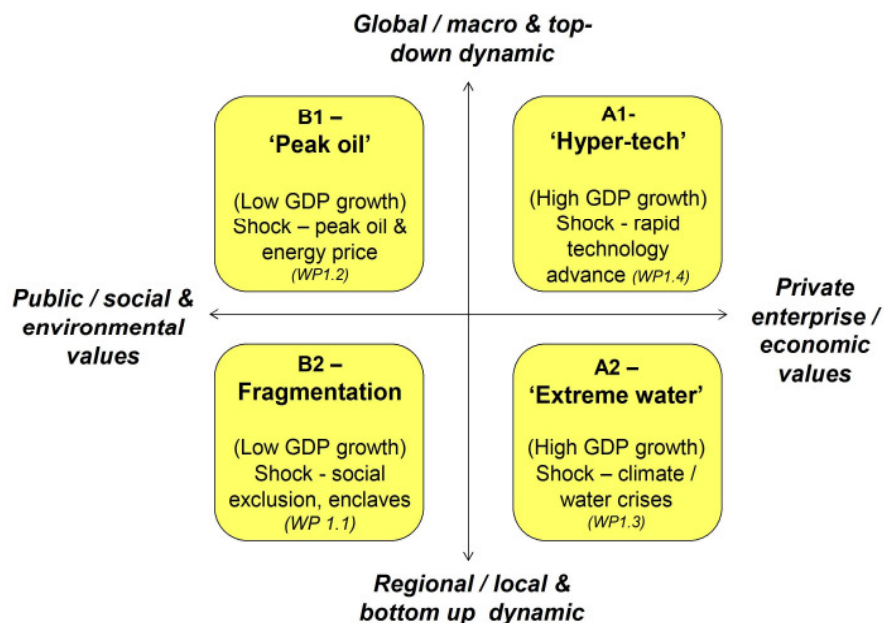 Global / macro & top-
down dynamic
B1 –
‘Peak oil’
(Low GDP growth)
Shock – peak oil &
energy price
(WP1.2)
A1-
‘Hyper-tech’
(High GDP growth)
Shock - rapid
technology
advance (WP1.4)
Public / social &
environmental
values
Private
enterprise /
economic
values
B2 –
Fragmentation
(Low GDP growth)
Shock - social
exclusion, enclaves
(WP 1.1)
A2 –
‘Extreme water’
(High GDP growth)
Shock – climate /
water crises
(WP1.3)
Regional / local &
bottom up dynamic